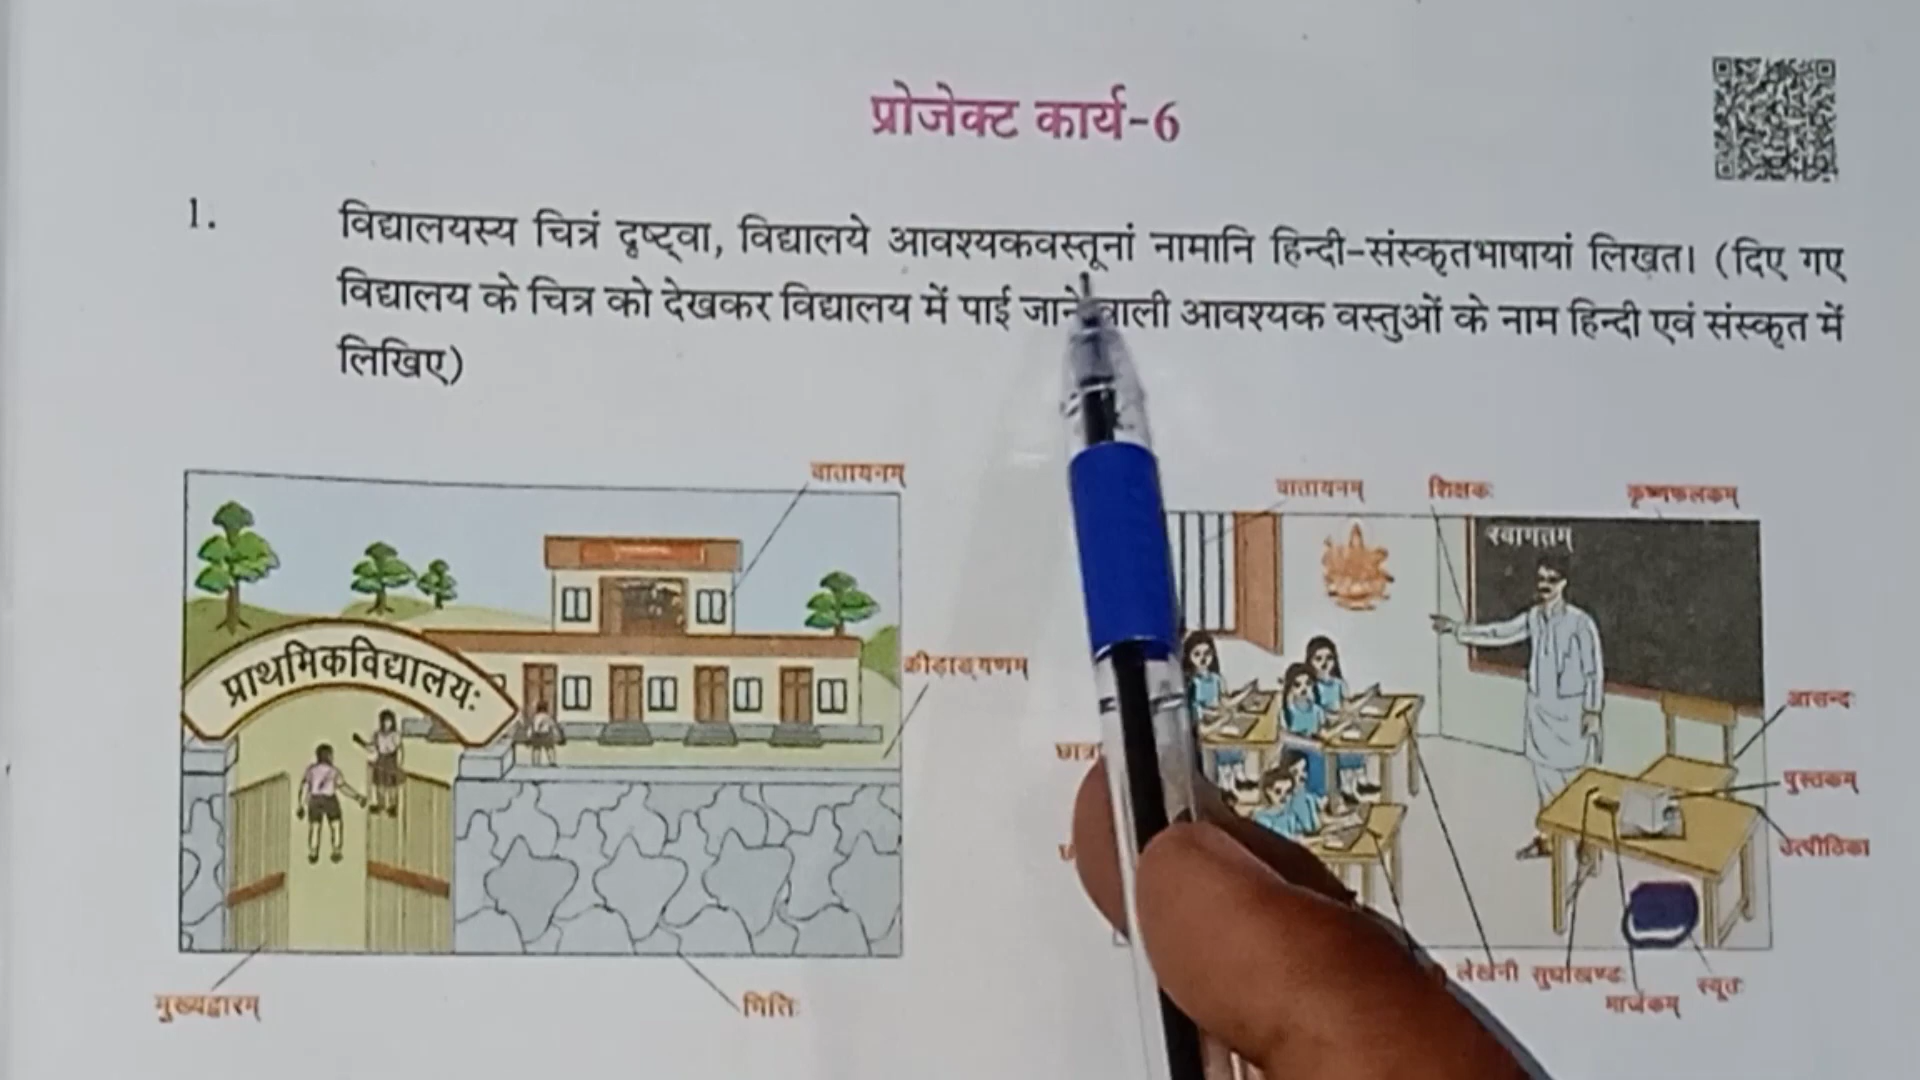 प्रोजेक्ट कार्य-6
1. विद्यालयस्य चित्रं दृष्ट्वा, विद्यालये आवश्यकवस्तूनां नामानि हिन्दी-संस्कृतभाषायां लिखत। (दिए गए
विद्यालय के चित्र को देखकर विद्यालय में पाई जाने वाली आवश्यक वस्तुओं के नाम हिन्दी एवं संस्कृत में
लिखिए)
वातायनम्
प्राथमिकविद्यालयः
क्रीडाङ्गणम्
मुख्यद्वारम्
भित्तिः
वातायनम्
शिक्षकः
कृष्णफलकम्
स्वागतम्
आसन्दः
पुस्तकम्
उत्पीठिका
लेखनी
सुधाखण्डः
मार्जकम्
स्यूतः